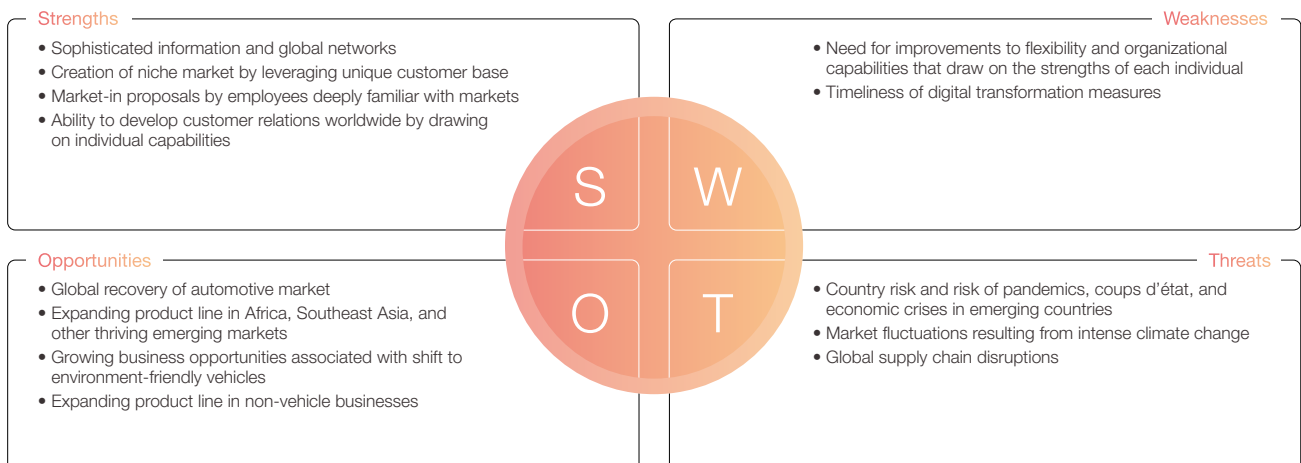 Strengths
• Sophisticated information and global networks
• Creation of niche market by leveraging unique customer base
• Market-in proposals by employees deeply familiar with markets
• Ability to develop customer relations worldwide by drawing
on individual capabilities
Weaknesses
• Need for improvements to flexibility and organizational
capabilities that draw on the strengths of each individual
• Timeliness of digital transformation measures
S W
O T
Opportunities
• Global recovery of automotive market
• Expanding product line in Africa, Southeast Asia, and
other thriving emerging markets
• Growing business opportunities associated with shift to
environment-friendly vehicles
• Expanding product line in non-vehicle businesses
Threats
• Country risk and risk of pandemics, coups d’état, and
economic crises in emerging countries
• Market fluctuations resulting from intense climate change
• Global supply chain disruptions